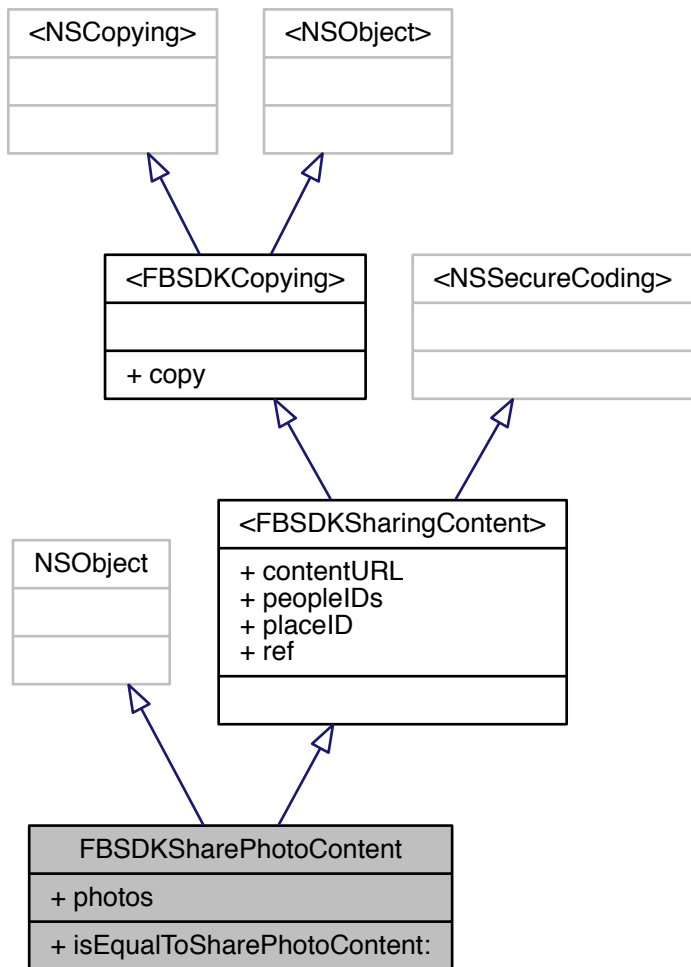 <NSCopying>
<NSObject>
<FBSDKCopying>
+ copy
<NSSecureCoding>
<FBSDKSharingContent>
+ contentURL
+ peopleIDs
+ placeID
+ ref
NSObject
FBSDKSharePhotoContent
+ photos
+ isEqualToSharePhotoContent: